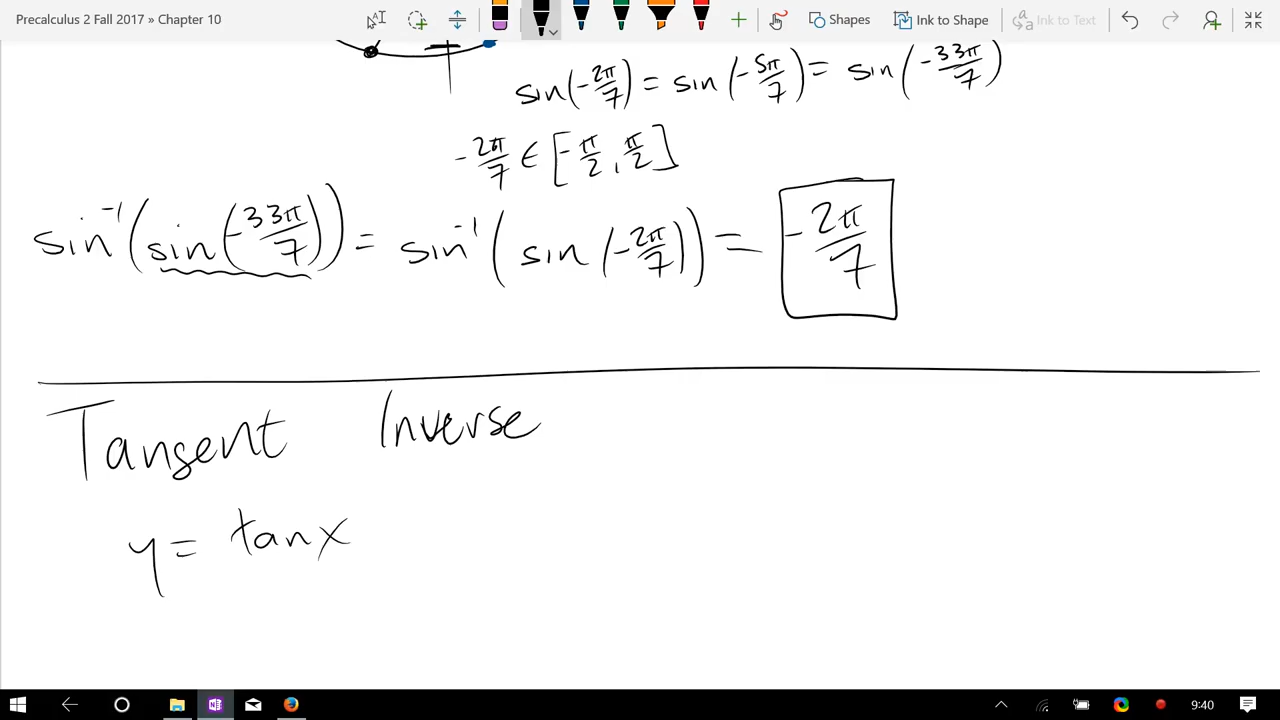 Precalculus 2 Fall 2017 » Chapter 10
Shapes
Ink to Shape
Ink to Text
sin(-2π/7) = sin(-5π/7) = sin(-33π/7)
-2π/7 ∈ [-π/2, π/2]
sin⁻¹(sin(-33π/7)) = sin⁻¹(sin(-2π/7)) = -2π/7
Tangent Inverse
y = tanx
9:40